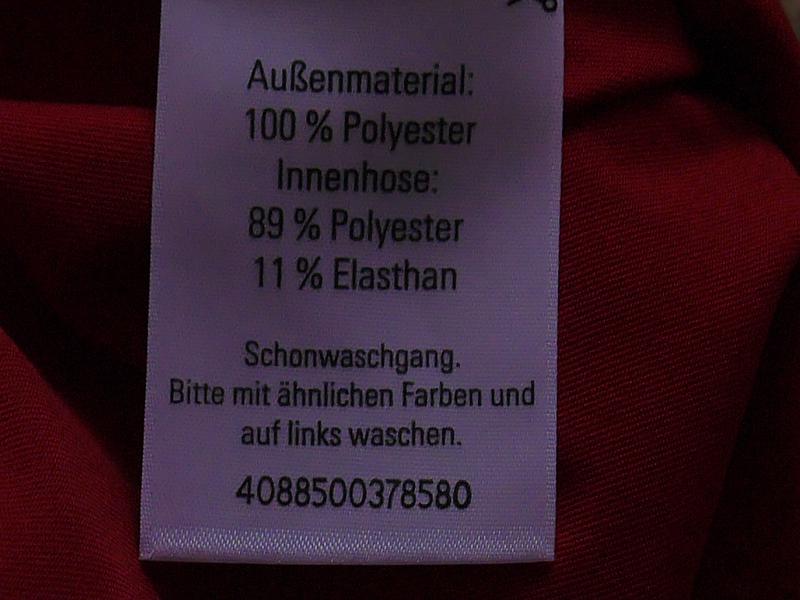 Außenmaterial:
100 % Polyester
Innenhose:
89 % Polyester
11 % Elasthan
Schonwaschgang.
Bitte mit ähnlichen Farben und
auf links waschen.
4088500378580